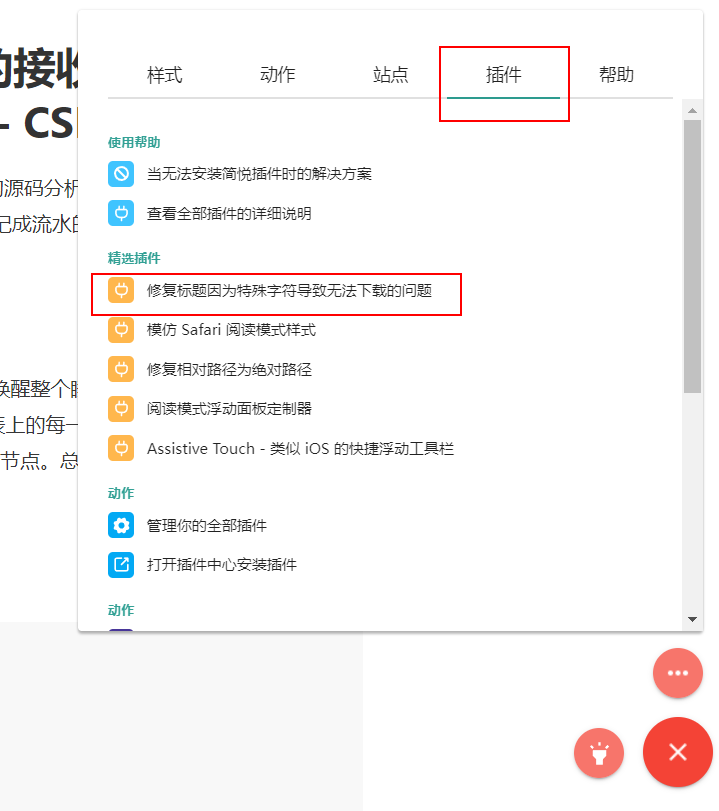 的接收
- CS
样式 动作 站点 插件 帮助
使用帮助
当无法安装简悦插件时的解决方案
源码分析
查看全部插件的详细说明
记成流水的
精选插件
修复标题因为特殊字符导致无法下载的问题
模仿 Safari 阅读模式样式
修复相对路径为绝对路径
唤醒整个
阅读模式浮动面板定制器
表上的每一
Assistive Touch - 类似 iOS 的快捷浮动工具栏
节点。总
动作
管理你的全部插件
打开插件中心安装插件
动作